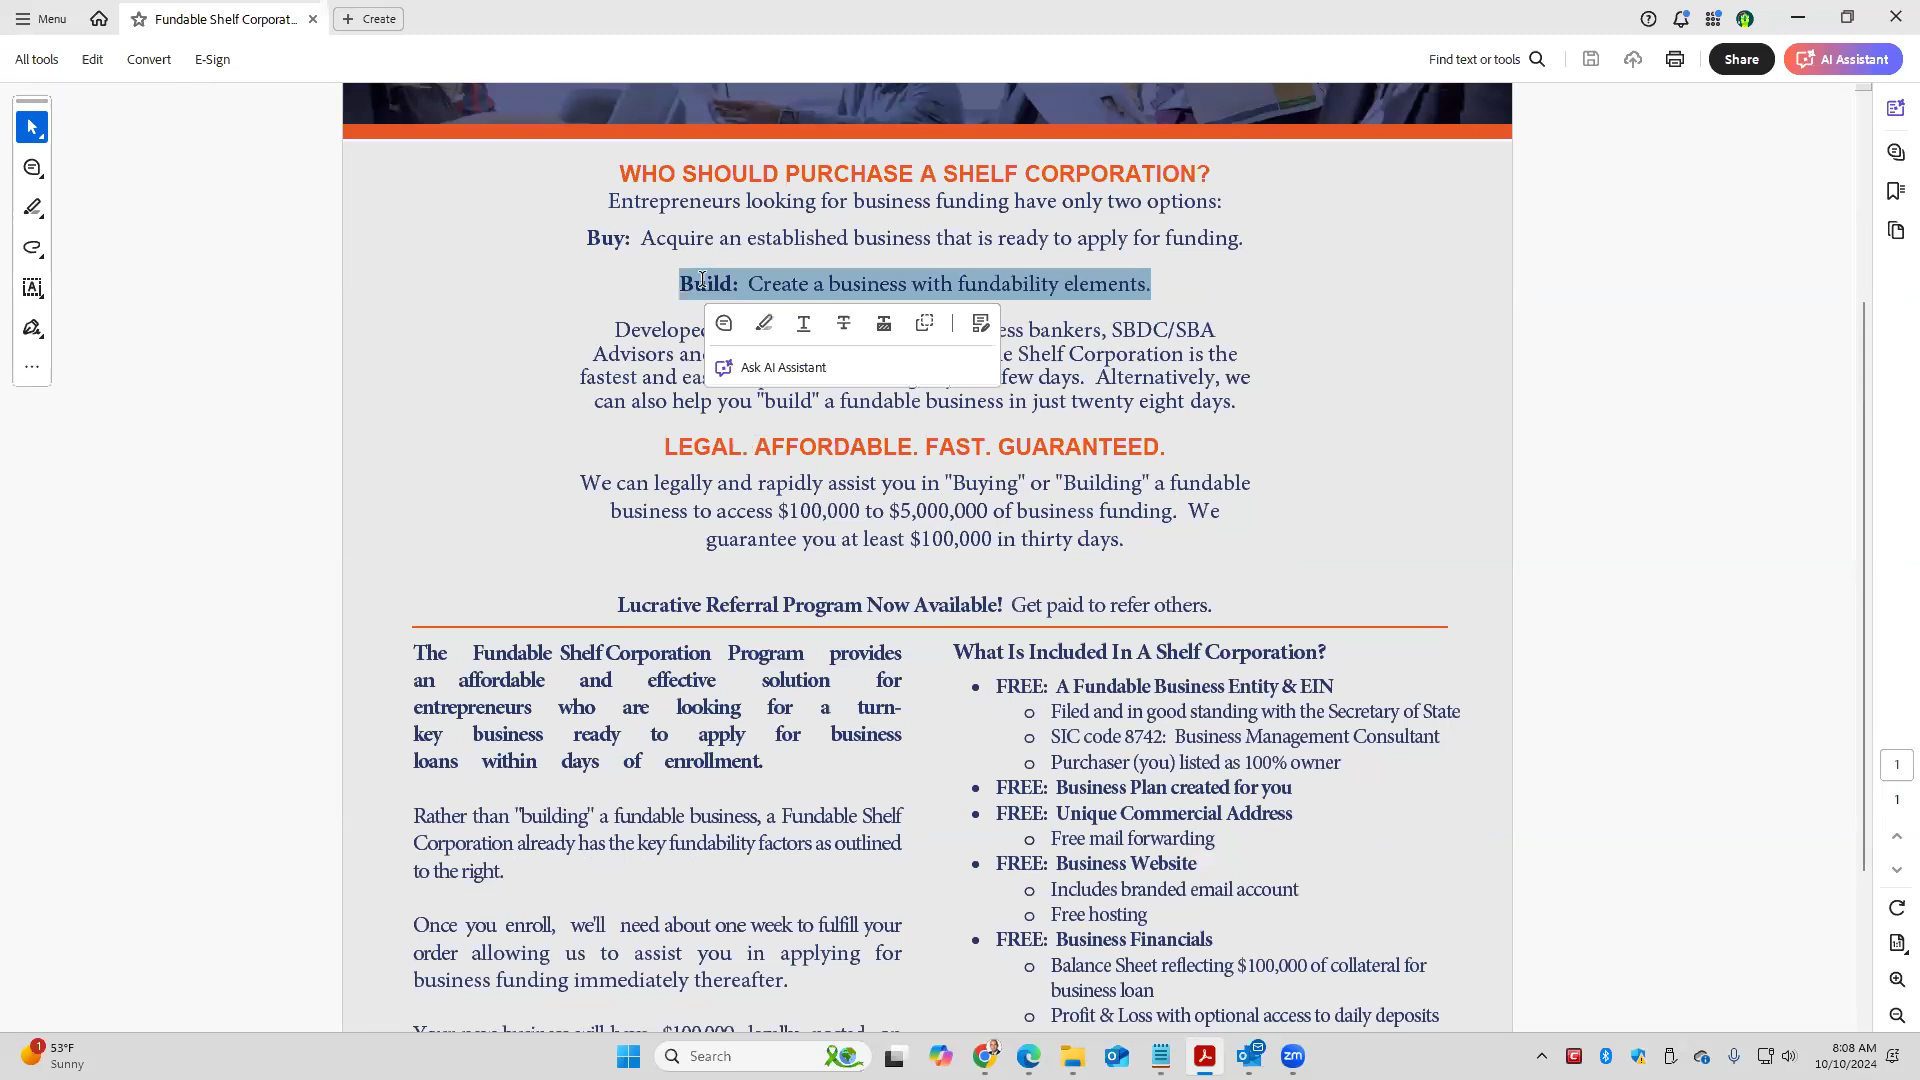 Menu
Fundable Shelf Corporat...
Create
All tools
Edit
Convert
E-Sign
Find text or tools
Share
AI Assistant
WHO SHOULD PURCHASE A SHELF CORPORATION?
Entrepreneurs looking for business funding have only two options:
Buy: Acquire an established business that is ready to apply for funding.
Build: Create a business with fundability elements.
Ask AI Assistant
Develope ss bankers, SBDC/SBA
Advisors an e Shelf Corporation is the
fastest and eas few days. Alternatively, we
can also help you "build" a fundable business in just twenty eight days.
LEGAL. AFFORDABLE. FAST. GUARANTEED.
We can legally and rapidly assist you in "Buying" or "Building" a fundable
business to access $100,000 to $5,000,000 of business funding. We
guarantee you at least $100,000 in thirty days.
Lucrative Referral Program Now Available! Get paid to refer others.
The Fundable Shelf Corporation Program provides
an affordable and effective solution for
entrepreneurs who are looking for a turn-
key business ready to apply for business
loans within days of enrollment.
Rather than "building" a fundable business, a Fundable Shelf
Corporation already has the key fundability factors as outlined
to the right.
Once you enroll, we'll need about one week to fulfill your
order allowing us to assist you in applying for
business funding immediately thereafter.
What Is Included In A Shelf Corporation?
• FREE: A Fundable Business Entity & EIN
o Filed and in good standing with the Secretary of State
o SIC code 8742: Business Management Consultant
o Purchaser (you) listed as 100% owner
• FREE: Business Plan created for you
• FREE: Unique Commercial Address
o Free mail forwarding
• FREE: Business Website
o Includes branded email account
o Free hosting
• FREE: Business Financials
o Balance Sheet reflecting $100,000 of collateral for
business loan
o Profit & Loss with optional access to daily deposits
1
1
1
53°F
Sunny
Search
zm
8:08 AM
10/10/2024